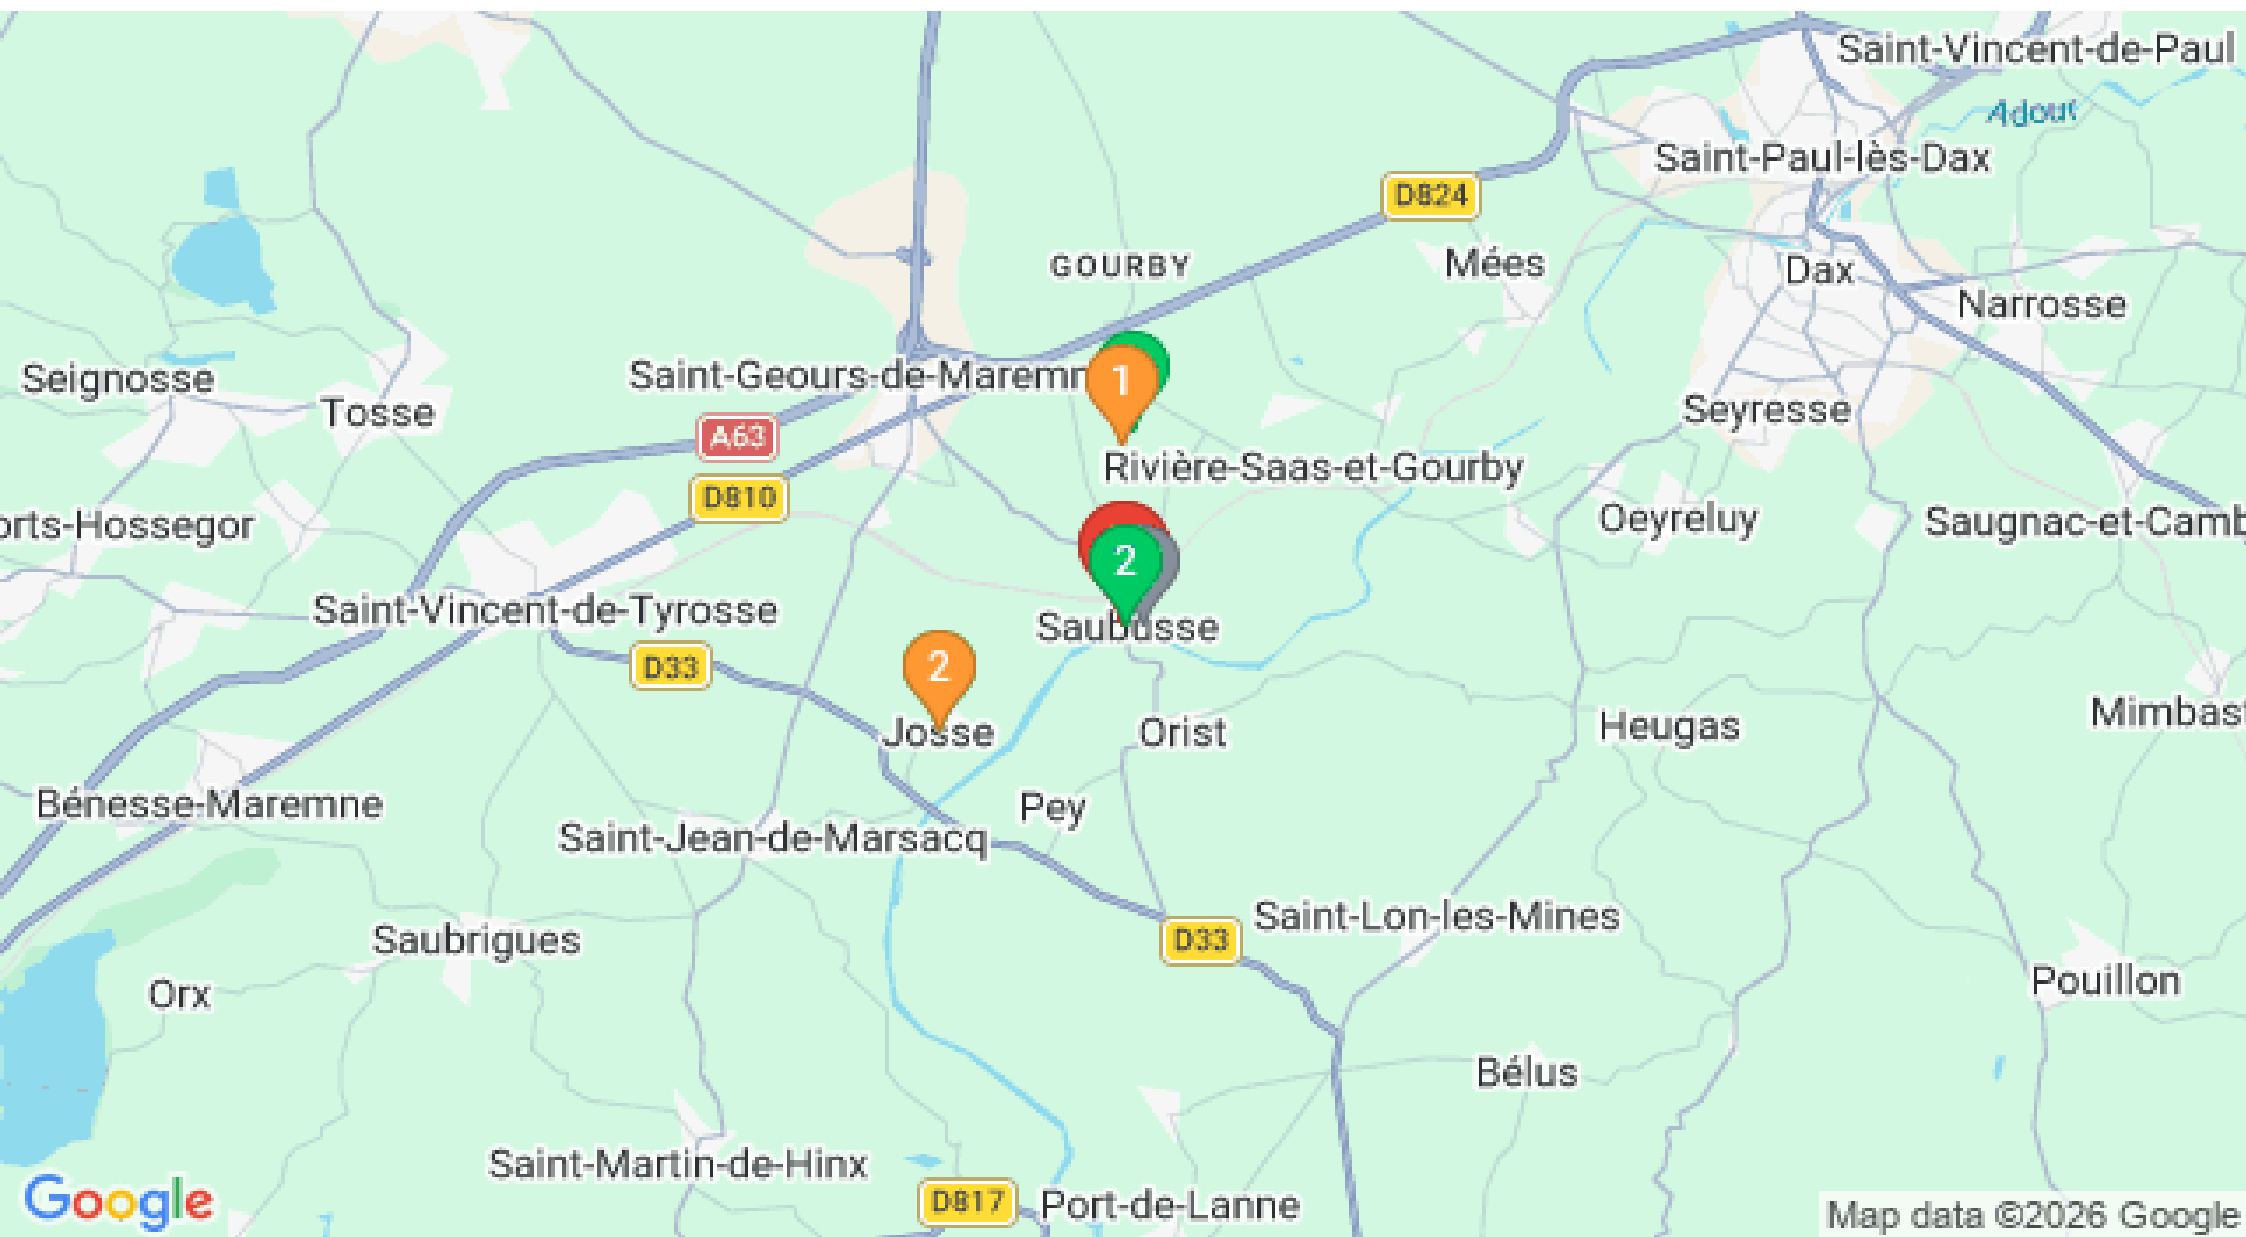 Saint-Vincent-de-Paul
Adour
Saint-Paul-lès-Dax
D824
GOURBY
Mées
Dax
Narrosse
Seignosse
Saint-Geours-de-Maremn
1
Tosse
Seyresse
A63
Rivière-Saas-et-Gourby
D810
orts-Hossegor
Oeyreluy
Saugnac-et-Camb
2
Saint-Vincent-de-Tyrosse
Saubusse
D33
2
Josse
Orist
Heugas
Mimbast
Bénesse-Maremne
Pey
Saint-Jean-de-Marsacq
Saint-Lon-les-Mines
Saubrigues
D33
Orx
Pouillon
Bélus
Saint-Martin-de-Hinx
Google
D817
Port-de-Lanne
Map data ©2026 Google